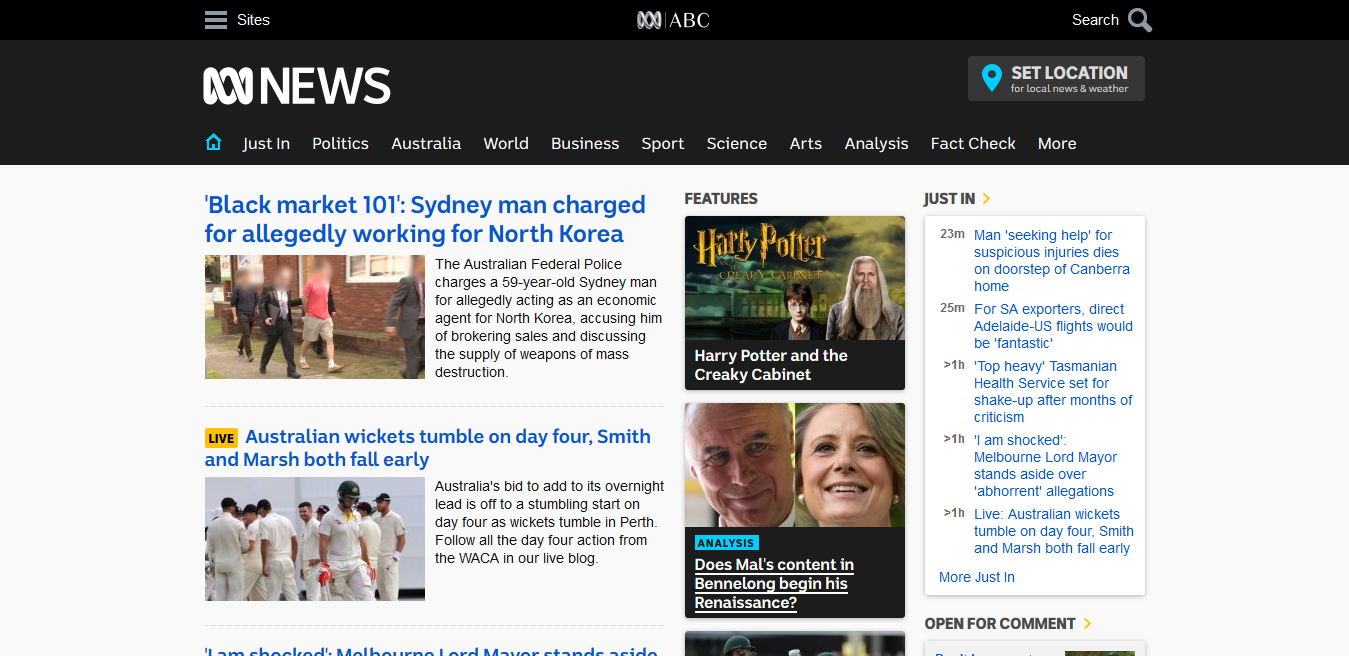 Sites
ABC
Search
NEWS
SET LOCATION
for local news & weather
Just In
Politics
Australia
World
Business
Sport
Science
Arts
Analysis
Fact Check
More
'Black market 101': Sydney man charged
for allegedly working for North Korea
The Australian Federal Police
charges a 59-year-old Sydney man
for allegedly acting as an economic
agent for North Korea, accusing him
of brokering sales and discussing
the supply of weapons of mass
destruction.
LIVE Australian wickets tumble on day four, Smith
and Marsh both fall early
Australia's bid to add to its overnight
lead is off to a stumbling start on
day four as wickets tumble in Perth.
Follow all the day four action from
the WACA in our live blog.
'I am shocked': Melbourne Lord Mayor stands aside
FEATURES
Harry Potter
AND THE
CREAKY CABINET
Harry Potter and the
Creaky Cabinet
ANALYSIS
Does Mal's content in
Bennelong begin his
Renaissance?
JUST IN
23m Man 'seeking help' for
suspicious injuries dies
on doorstep of Canberra
home
25m For SA exporters, direct
Adelaide-US flights would
be 'fantastic'
>1h 'Top heavy' Tasmanian
Health Service set for
shake-up after months of
criticism
>1h 'I am shocked':
Melbourne Lord Mayor
stands aside over
'abhorrent' allegations
>1h Live: Australian wickets
tumble on day four, Smith
and Marsh both fall early
More Just In
OPEN FOR COMMENT